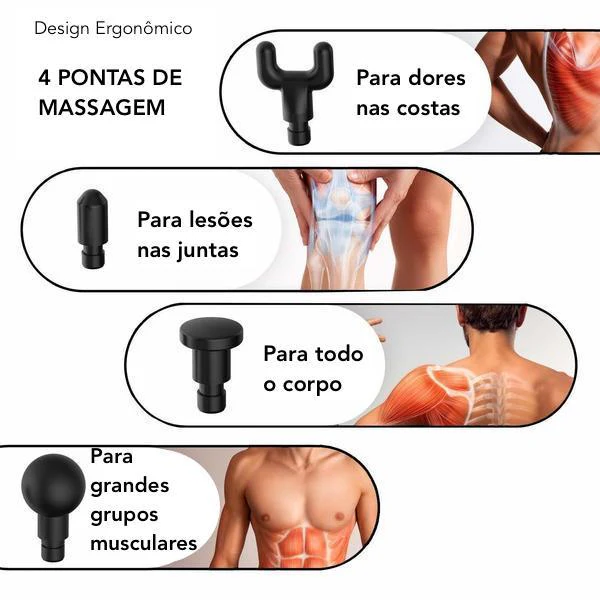 Design Ergonômico
4 PONTAS DE
MASSAGEM
Para dores
nas costas
Para lesões
nas juntas
Para todo
o corpo
Para
grandes
grupos
musculares